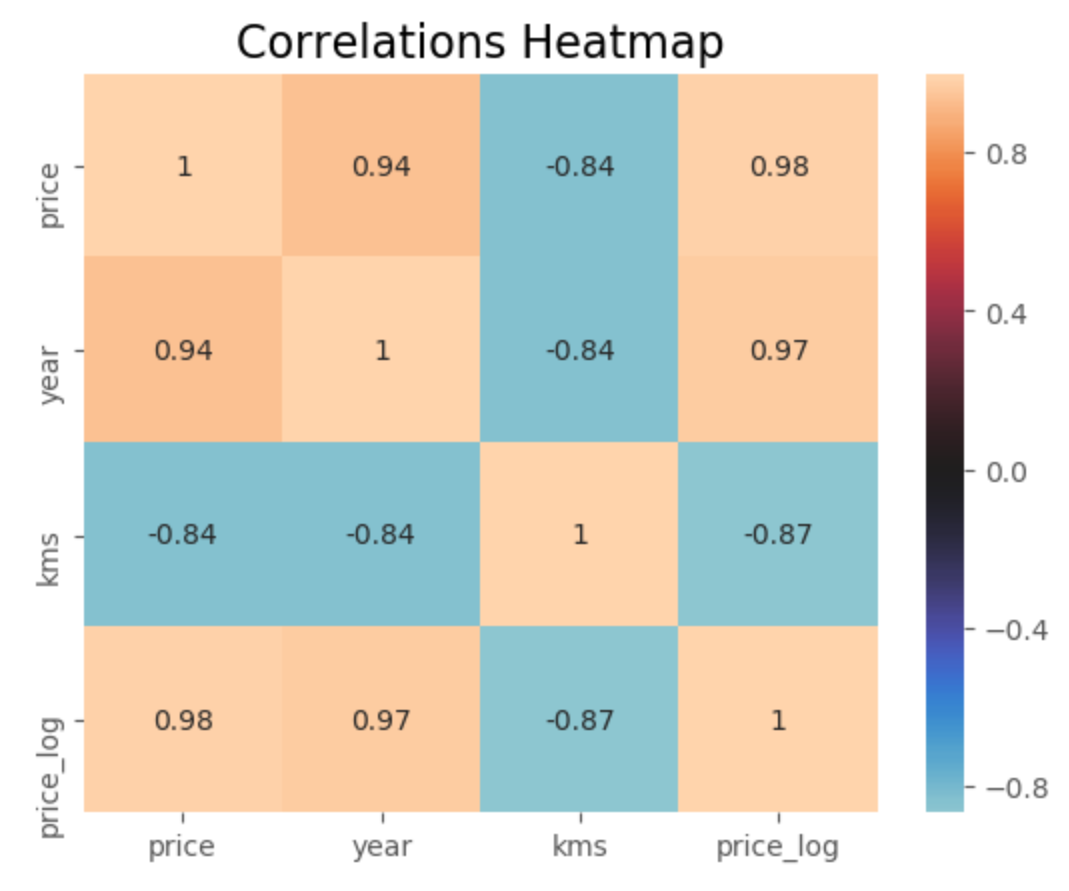 Correlations Heatmap
price 1 0.94 -0.84 0.98
year 0.94 1 -0.84 0.97
kms -0.84 -0.84 1 -0.87
price_log 0.98 0.97 -0.87 1
price year kms price_log
0.8
0.4
0.0
−0.4
−0.8